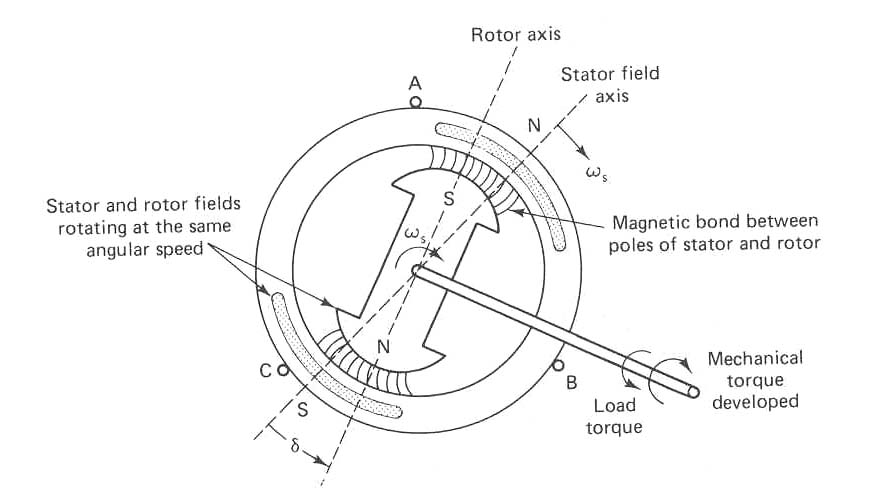 Rotor axis
Stator field
axis
A
N
ωs
S
Stator and rotor fields
rotating at the same
angular speed
Magnetic bond between
poles of stator and rotor
ωs
N
C
B
S
Mechanical
torque
developed
Load
torque
δ